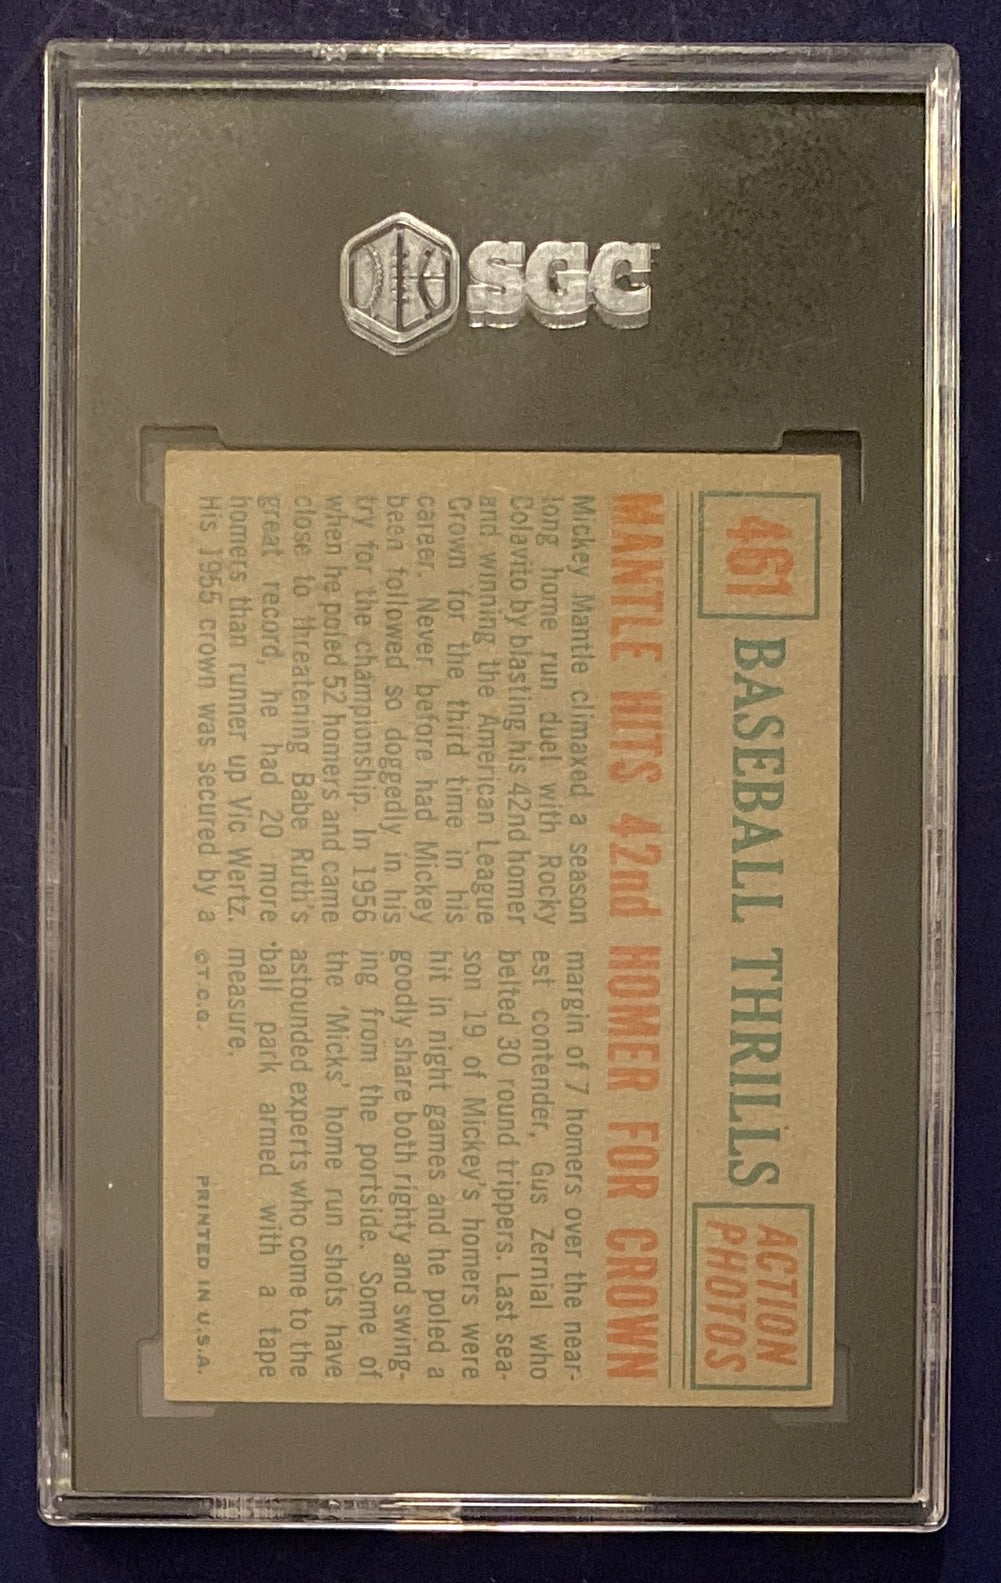 SGC
461
BASEBALL THRILLS
ACTION
PHOTOS
MANTLE HITS 42nd HOMER FOR CROWN
Mickey Mantle climaxed a season
long home run duel with Rocky
Colavito by blasting his 42nd homer
and winning the American League
Crown for the third time in his
career. Never before had Mickey
been followed so doggedly in his
try for the championship. In 1956
when he poled 52 homers and came
close to threatening Babe Ruth's
great record, he had 20 more
homers than runner up Vic Wertz.
His 1955 crown was secured by a
margin of 7 homers over the near-
est contender, Gus Zernial who
belted 30 round trippers. Last sea-
son 19 of Mickey's homers were
hit in night games and he poled a
goodly share both righty and swing-
ing from the portside. Some of
the 'Micks' home run shots have
astounded experts who come to the
ball park armed with a tape
measure.
©T.C.G.
PRINTED IN U.S.A.